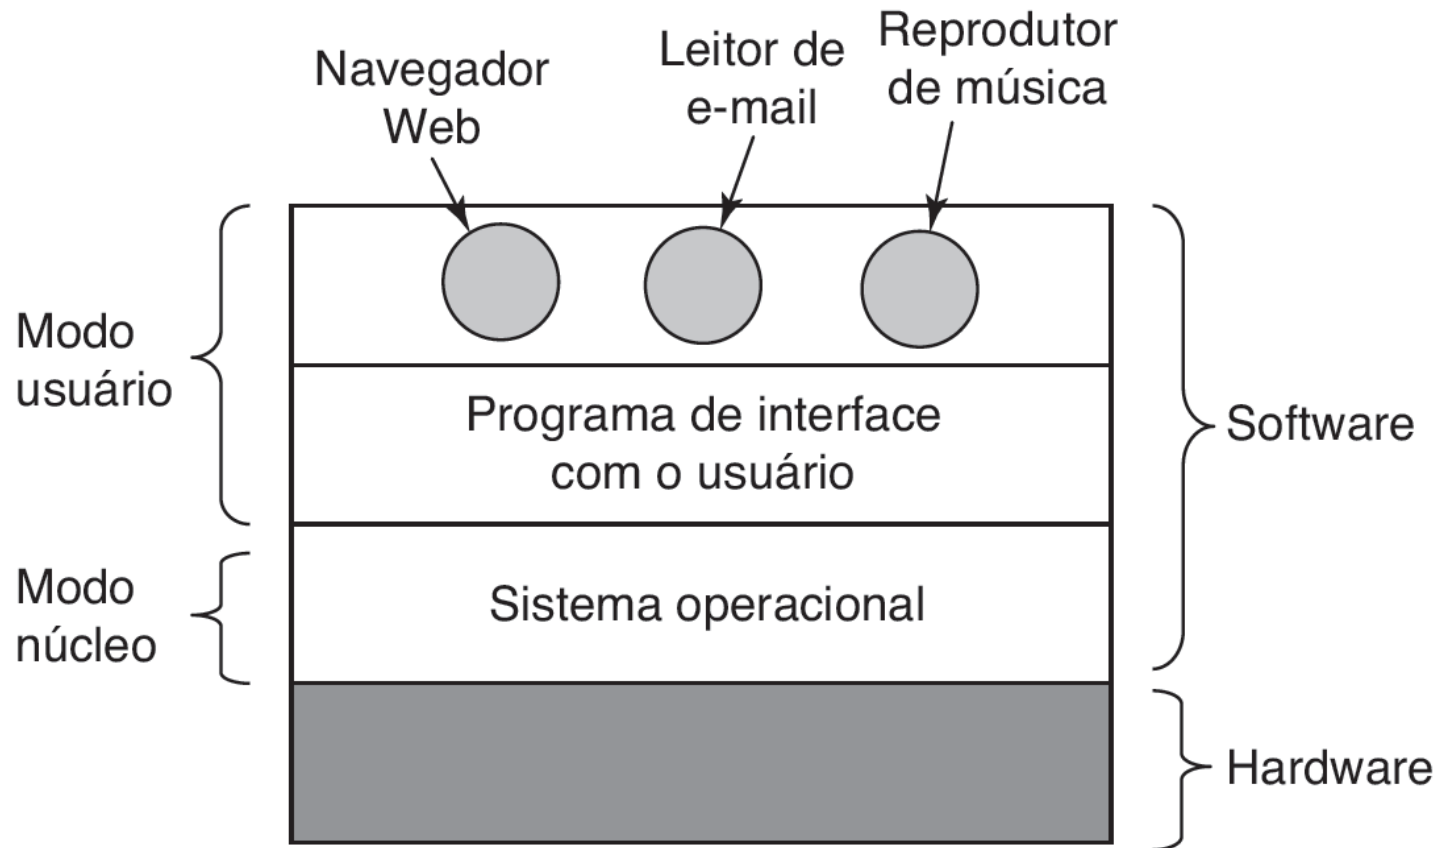 Navegador
Web
Leitor de
e-mail
Reprodutor
de música
Modo
usuário
Programa de interface
com o usuário
Software
Modo
núcleo
Sistema operacional
Hardware